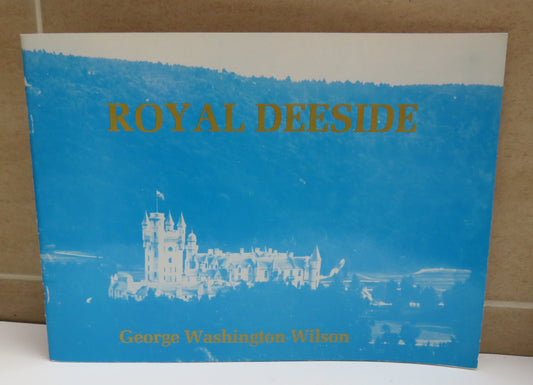 ROYAL DEESIDE
George Washington Wilson